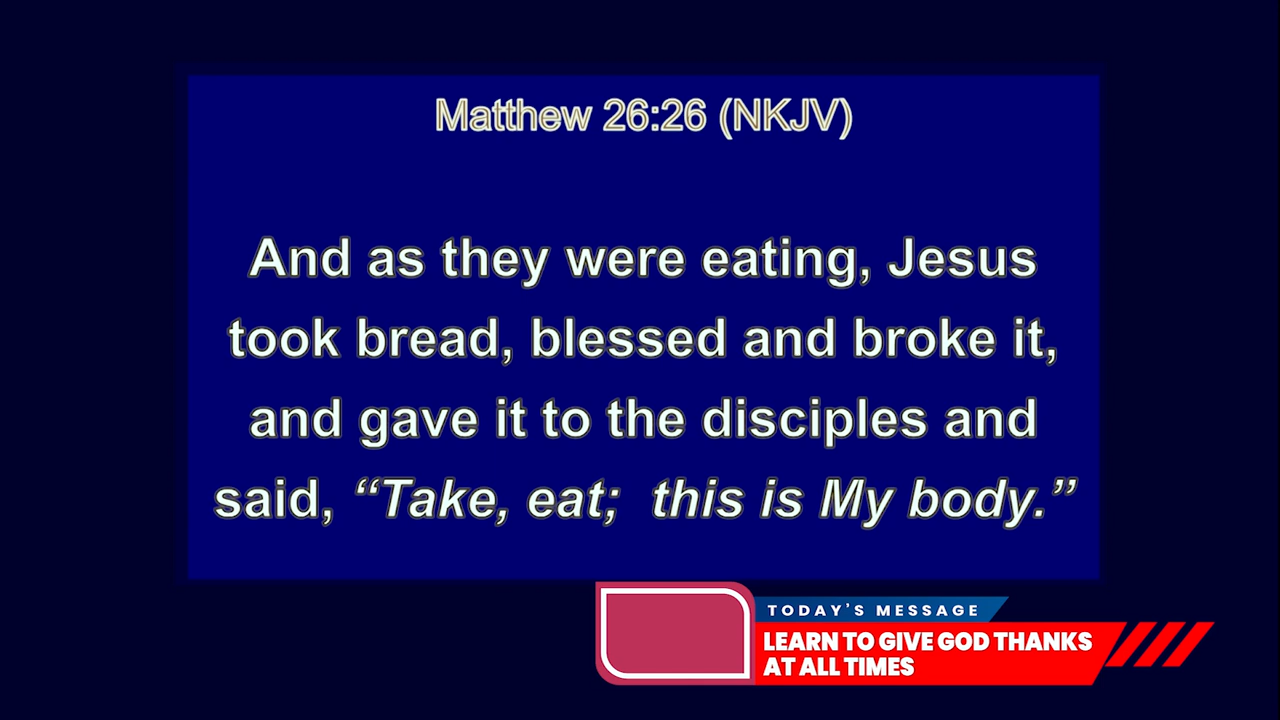 Matthew 26:26 (NKJV)
And as they were eating, Jesus
took bread, blessed and broke it,
and gave it to the disciples and
said, “Take, eat;  this is My body.”
TODAY’S MESSAGE
LEARN TO GIVE GOD THANKS
AT ALL TIMES